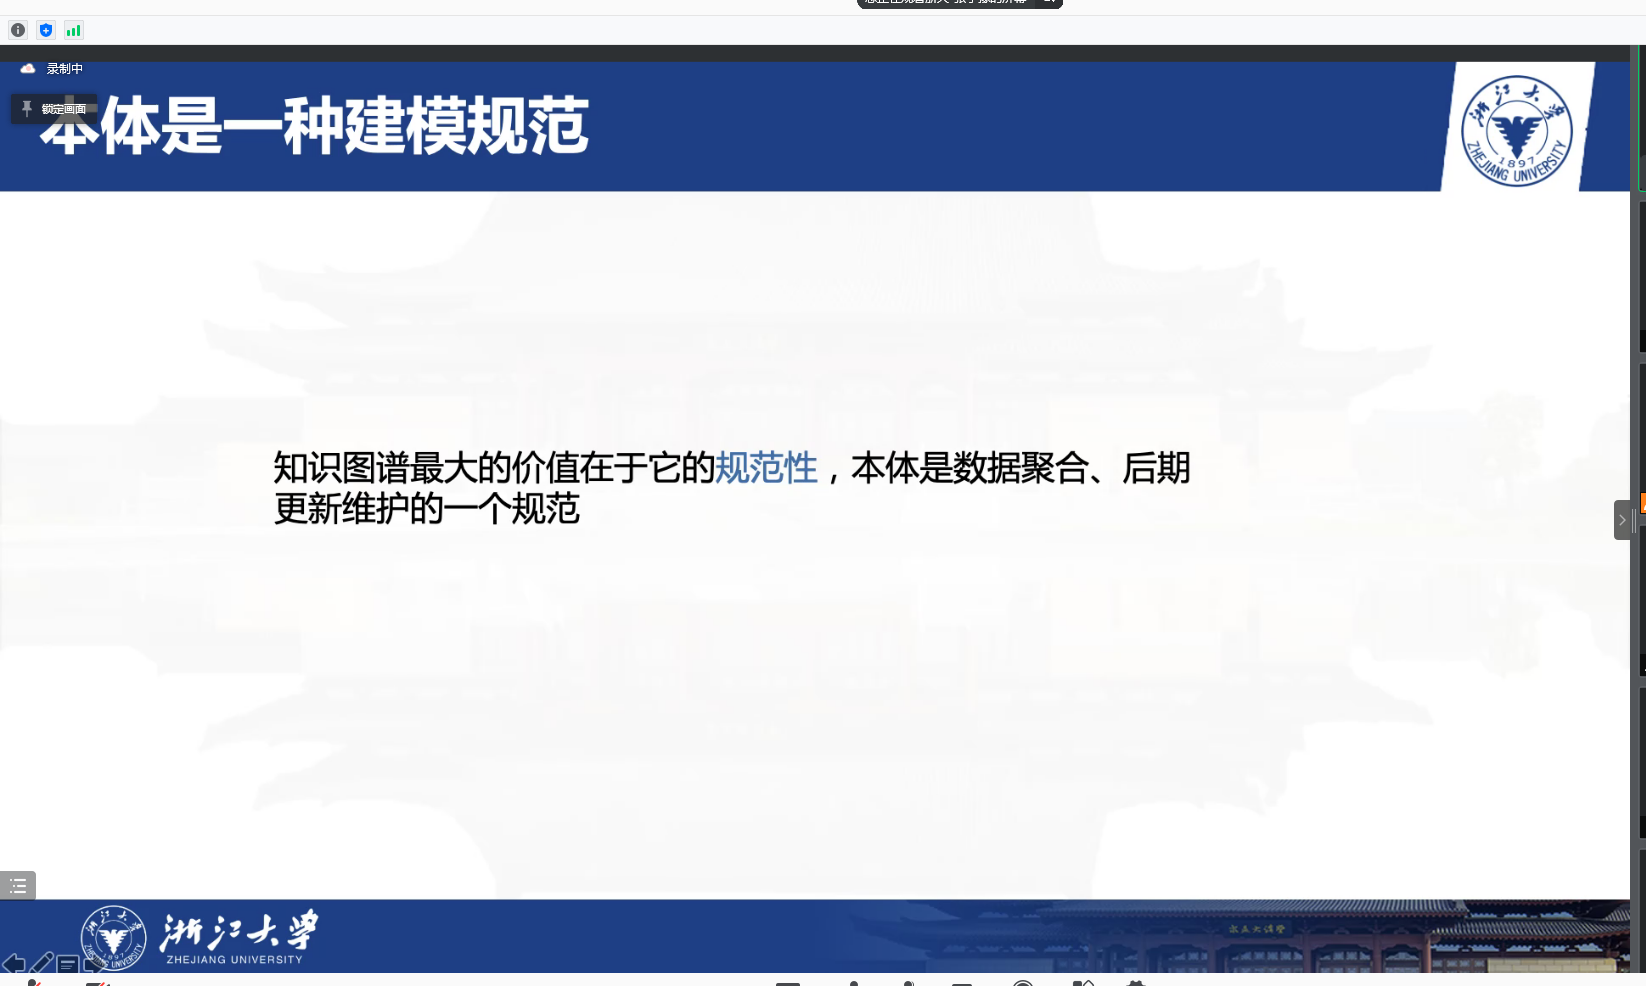 录制中
锁定画面
本体是一种建模规范
浙江大学
1897
ZHEJIANG UNIVERSITY
知识图谱最大的价值在于它的规范性，本体是数据聚合、后期
更新维护的一个规范
浙江大学
ZHEJIANG UNIVERSITY